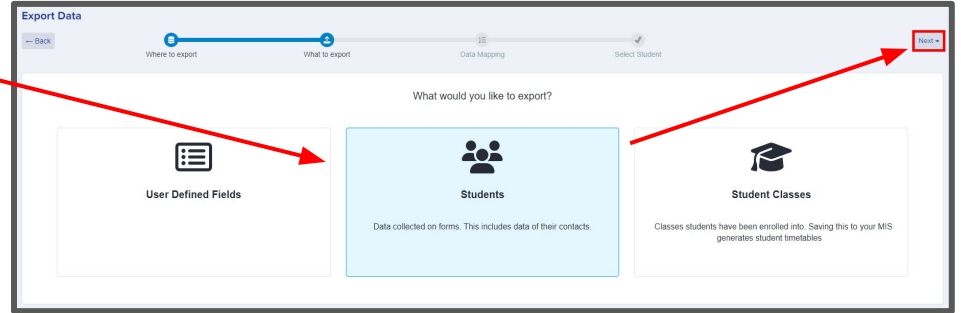 Export Data
← Back
Where to export
What to export
Data Mapping
Select Student
Next →
What would you like to export?
User Defined Fields
Students
Data collected on forms. This includes data of their contacts.
Student Classes
Classes students have been enrolled into. Saving this to your MIS
generates student timetables